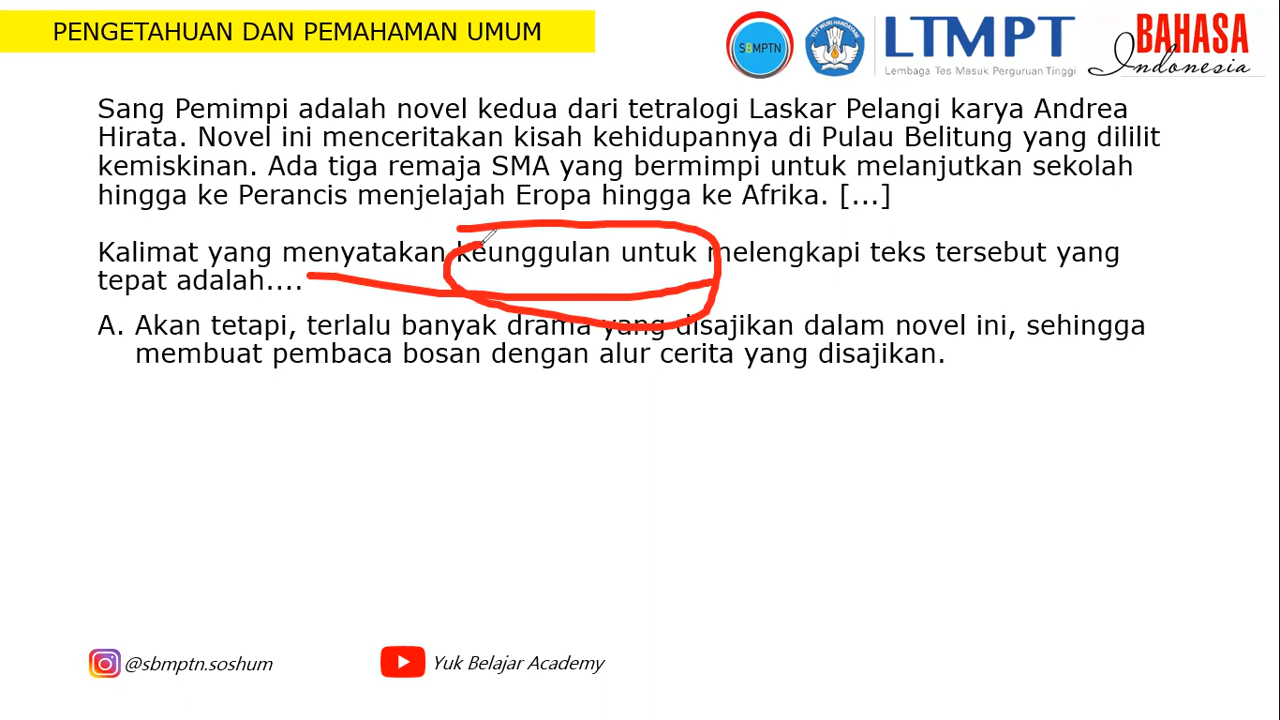 PENGETAHUAN DAN PEMAHAMAN UMUM
SBMPTN
TUT WURI HANDAYANI
LTMPT
Lembaga Tes Masuk Perguruan Tinggi
BAHASA
Indonesia
Sang Pemimpi adalah novel kedua dari tetralogi Laskar Pelangi karya Andrea
Hirata. Novel ini menceritakan kisah kehidupannya di Pulau Belitung yang dililit
kemiskinan. Ada tiga remaja SMA yang bermimpi untuk melanjutkan sekolah
hingga ke Perancis menjelajah Eropa hingga ke Afrika. [...]
Kalimat yang menyatakan keunggulan untuk melengkapi teks tersebut yang
tepat adalah....
A. Akan tetapi, terlalu banyak drama yang disajikan dalam novel ini, sehingga
membuat pembaca bosan dengan alur cerita yang disajikan.
@sbmptn.soshum
Yuk Belajar Academy